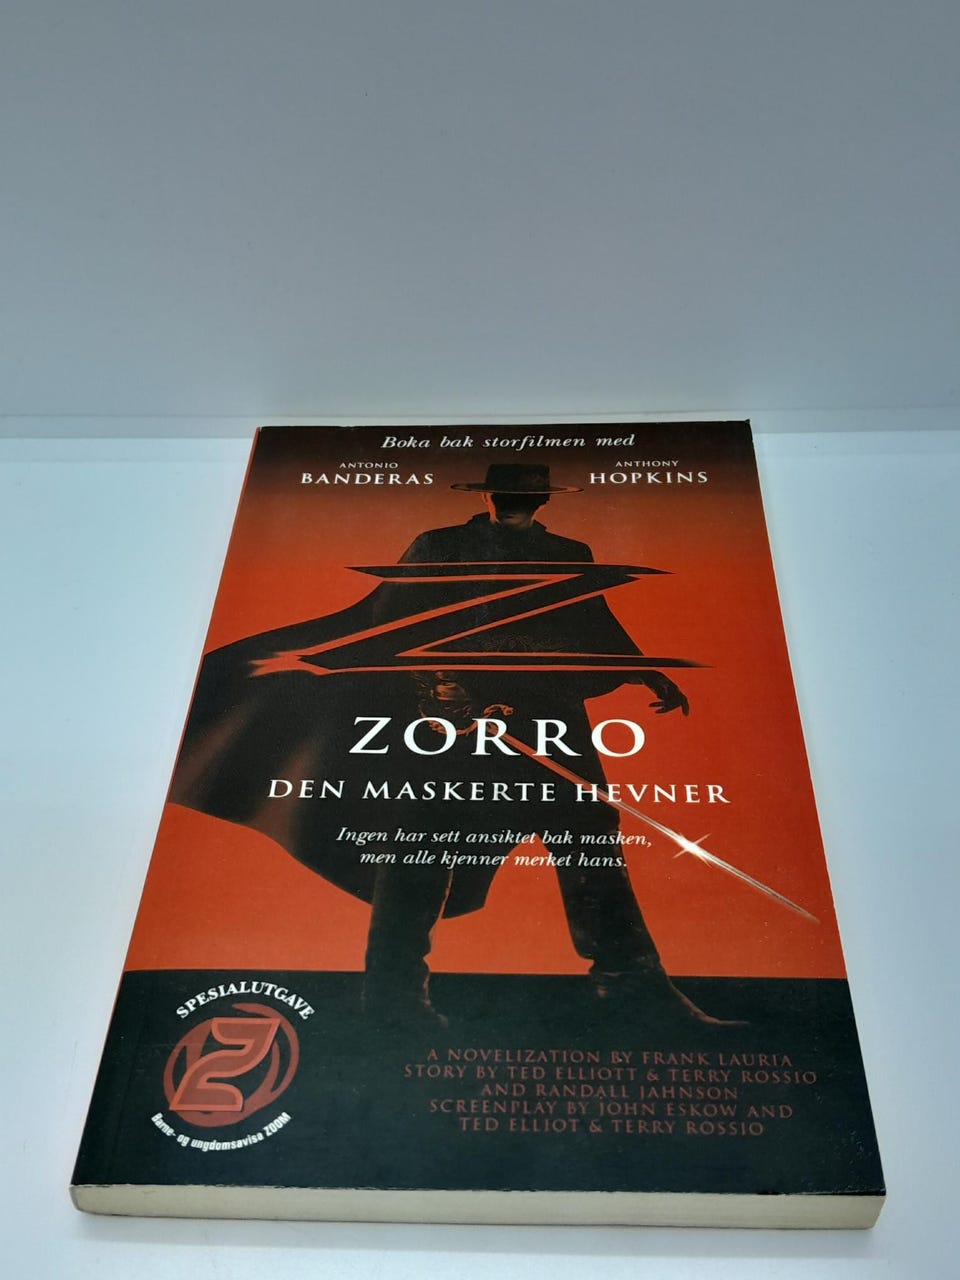 Boka bak storfilmen med
ANTONIO
BANDERAS
ANTHONY
HOPKINS
Z
ZORRO
DEN MASKERTE HEVNER
Ingen har sett ansiktet bak masken,
men alle kjenner merket hans.
SPESIALUTGAVE
Z
Barne- og ungdomsavisa ZOOM
A NOVELIZATION BY FRANK LAURIA
STORY BY TED ELLIOTT & TERRY ROSSIO
AND RANDALL JAHNSON
SCREENPLAY BY JOHN ESKOW AND
TED ELLIOT & TERRY ROSSIO